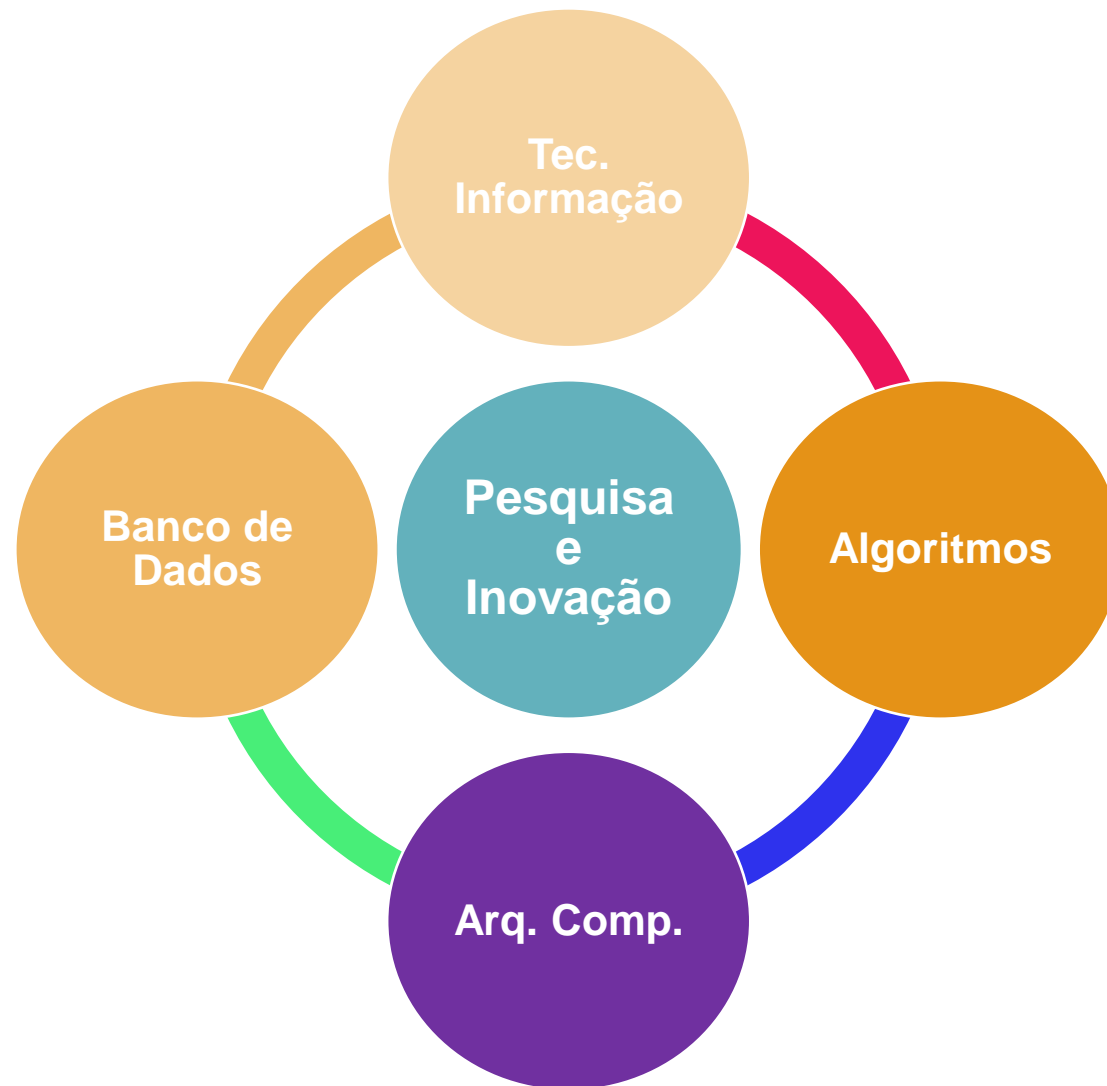 Tec.
Informação
Banco de
Dados
Pesquisa
e
Inovação
Algoritmos
Arq. Comp.